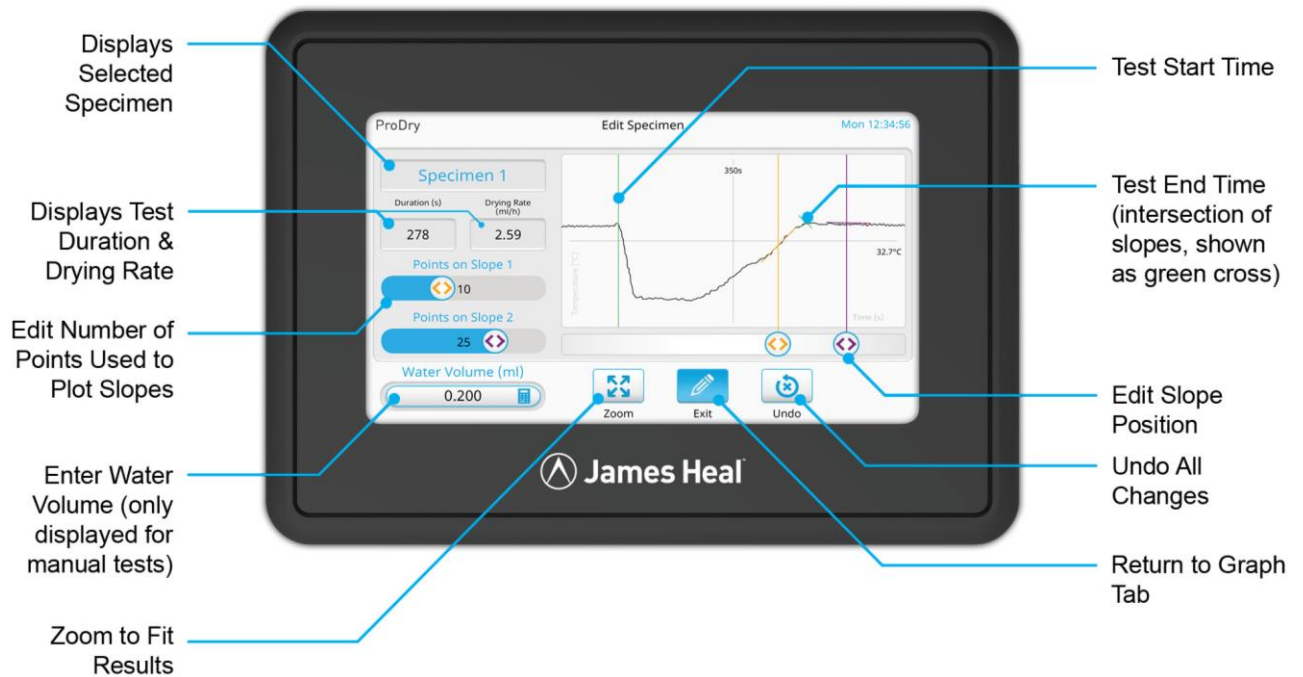 Displays
Selected
Specimen
Displays Test
Duration &
Drying Rate
Edit Number of
Points Used to
Plot Slopes
Enter Water
Volume (only
displayed for
manual tests)
Zoom to Fit
Results
ProDry
Edit Specimen
Mon 12:34:56
Specimen 1
Duration (s)
Drying Rate
(ml/h)
278
2.59
Points on Slope 1
10
Points on Slope 2
25
Water Volume (ml)
0.200
350s
32.7°C
Temperature (°C)
Time (s)
Zoom
Exit
Undo
James Heal
Test Start Time
Test End Time
(intersection of
slopes, shown
as green cross)
Edit Slope
Position
Undo All
Changes
Return to Graph
Tab